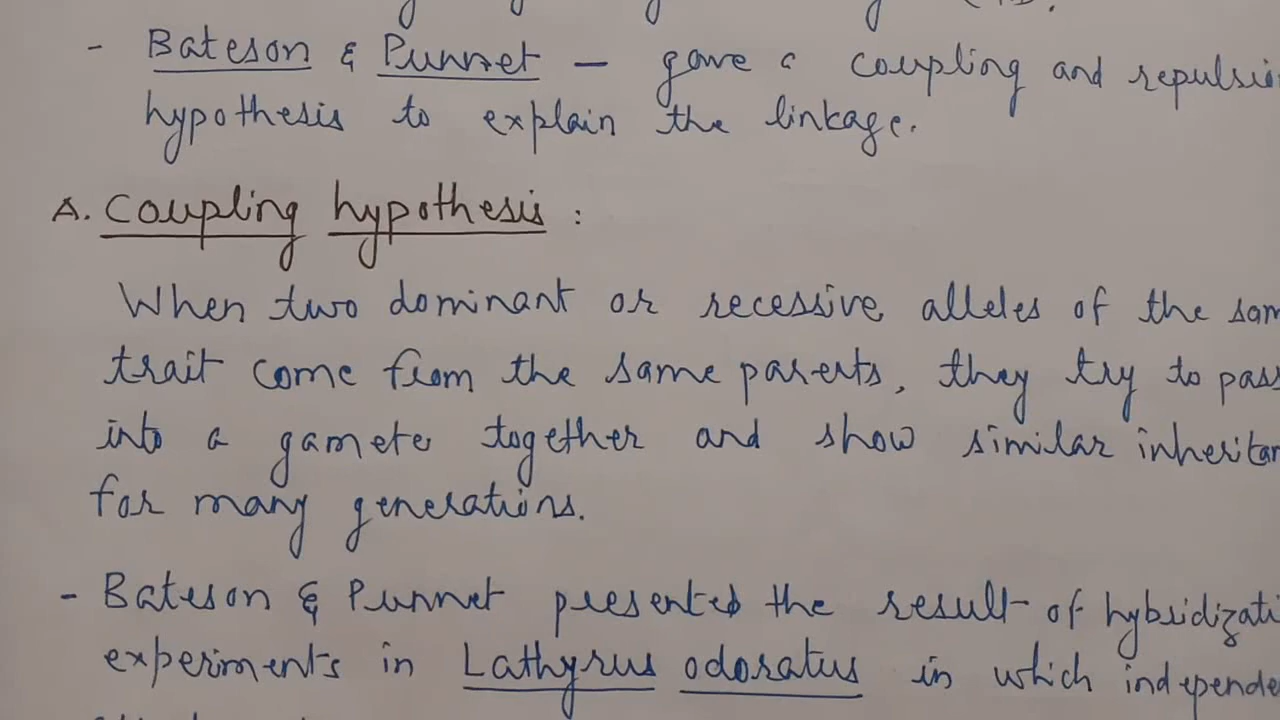 - Bateson & Punnet - gave a coupling and repulsio
hypothesis to explain the linkage.
A. Coupling hypothesis :
When two dominant or recessive alleles of the sam
trait come from the same parents, they try to pass
into a gamete together and show similar inheritan
for many generations.
- Bateson & Punnet presented the result of hybridizati
experiments in Lathyrus odoratus in which independe